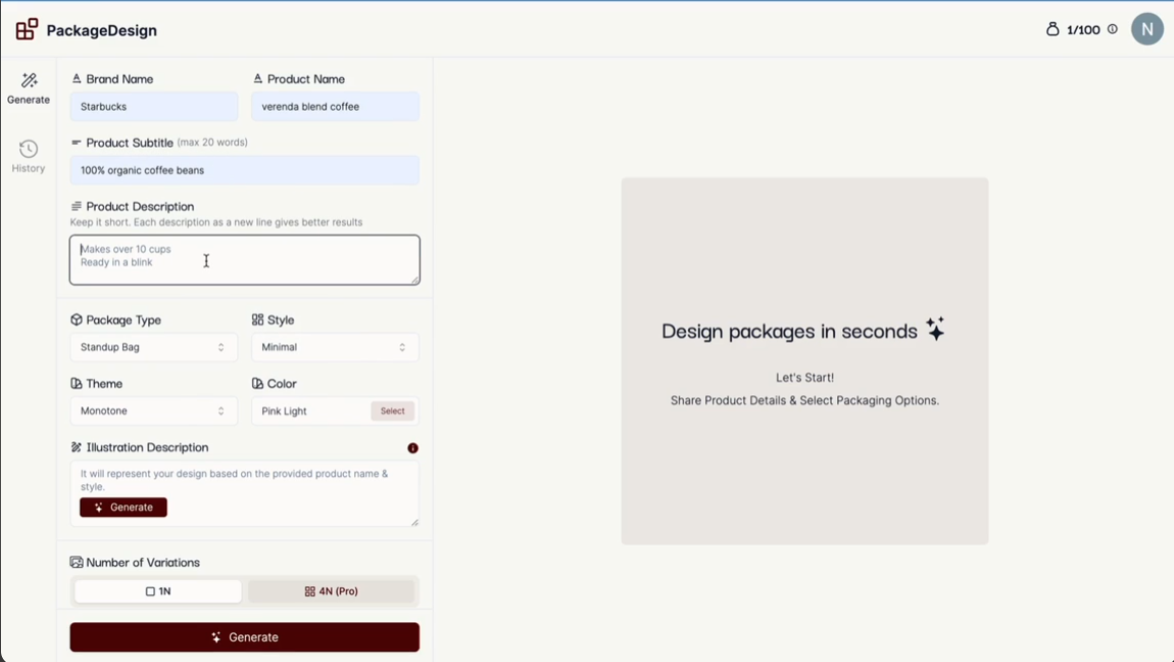 PackageDesign
1/100
N
Generate
History
Brand Name
Product Name
Starbucks
verenda blend coffee
Product Subtitle (max 20 words)
100% organic coffee beans
Product Description
Keep it short. Each description as a new line gives better results
Makes over 10 cups
Ready in a blink
Package Type
Style
Standup Bag
Minimal
Theme
Color
Monotone
Pink Light
Select
Illustration Description
It will represent your design based on the provided product name &
style.
Generate
Number of Variations
1N
4N (Pro)
Generate
Design packages in seconds
Let's Start!
Share Product Details & Select Packaging Options.